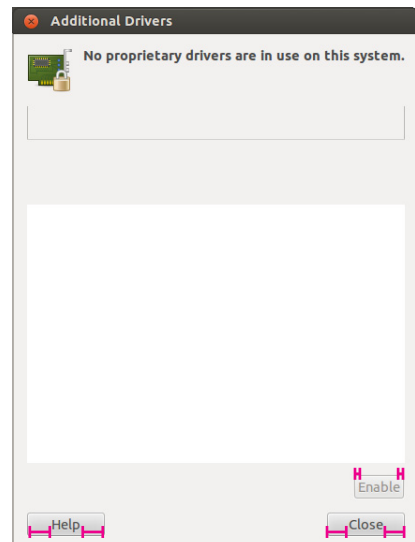 Additional Drivers
No proprietary drivers are in use on this system.
Enable
Help
Close